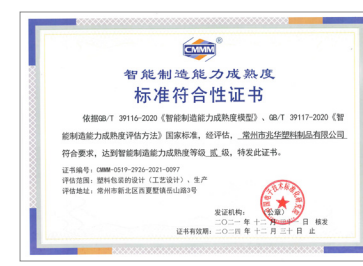 CMMM
智能制造能力成熟度
标准符合性证书
依据GB/T 39116-2020《智能制造能力成熟度模型》、GB/T 39117-2020《智
能制造能力成熟度评估方法》国家标准，经评估，常州市兆华塑料制品有限公司
符合要求，达到智能制造能力成熟度等级 贰 级，特发此证。
证书编号：CMMM-0519-2926-2021-0097
评估范围：塑料包装的设计（工艺设计）、生产
评估地址：常州市新北区西夏墅镇岳山路3号
发证机构：（公章）
二〇二一 年 十二 月 日 核发
证书有效期：二〇二四 年 十二 月 三十 日 止